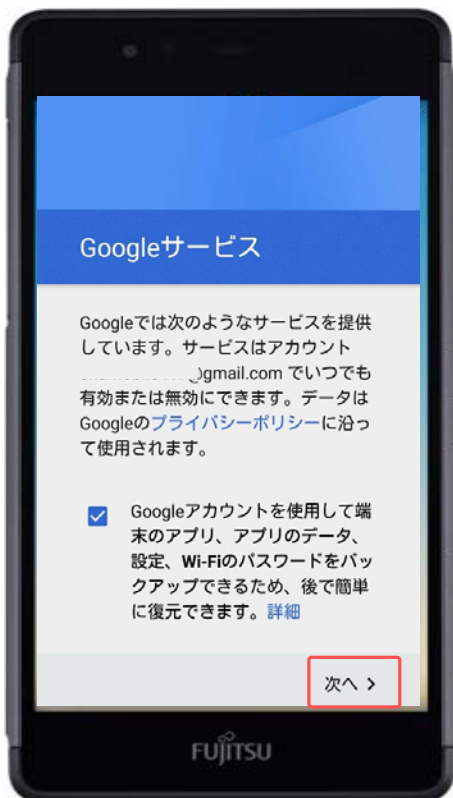 Googleサービス
Googleでは次のようなサービスを提供
しています。サービスはアカウント
@gmail.com でいつでも
有効または無効にできます。データは
Googleのプライバシーポリシーに沿っ
て使用されます。
Googleアカウントを使用して端
末のアプリ、アプリのデータ、
設定、Wi-Fiのパスワードをバッ
クアップできるため、後で簡単
に復元できます。詳細
次へ >
FUJITSU